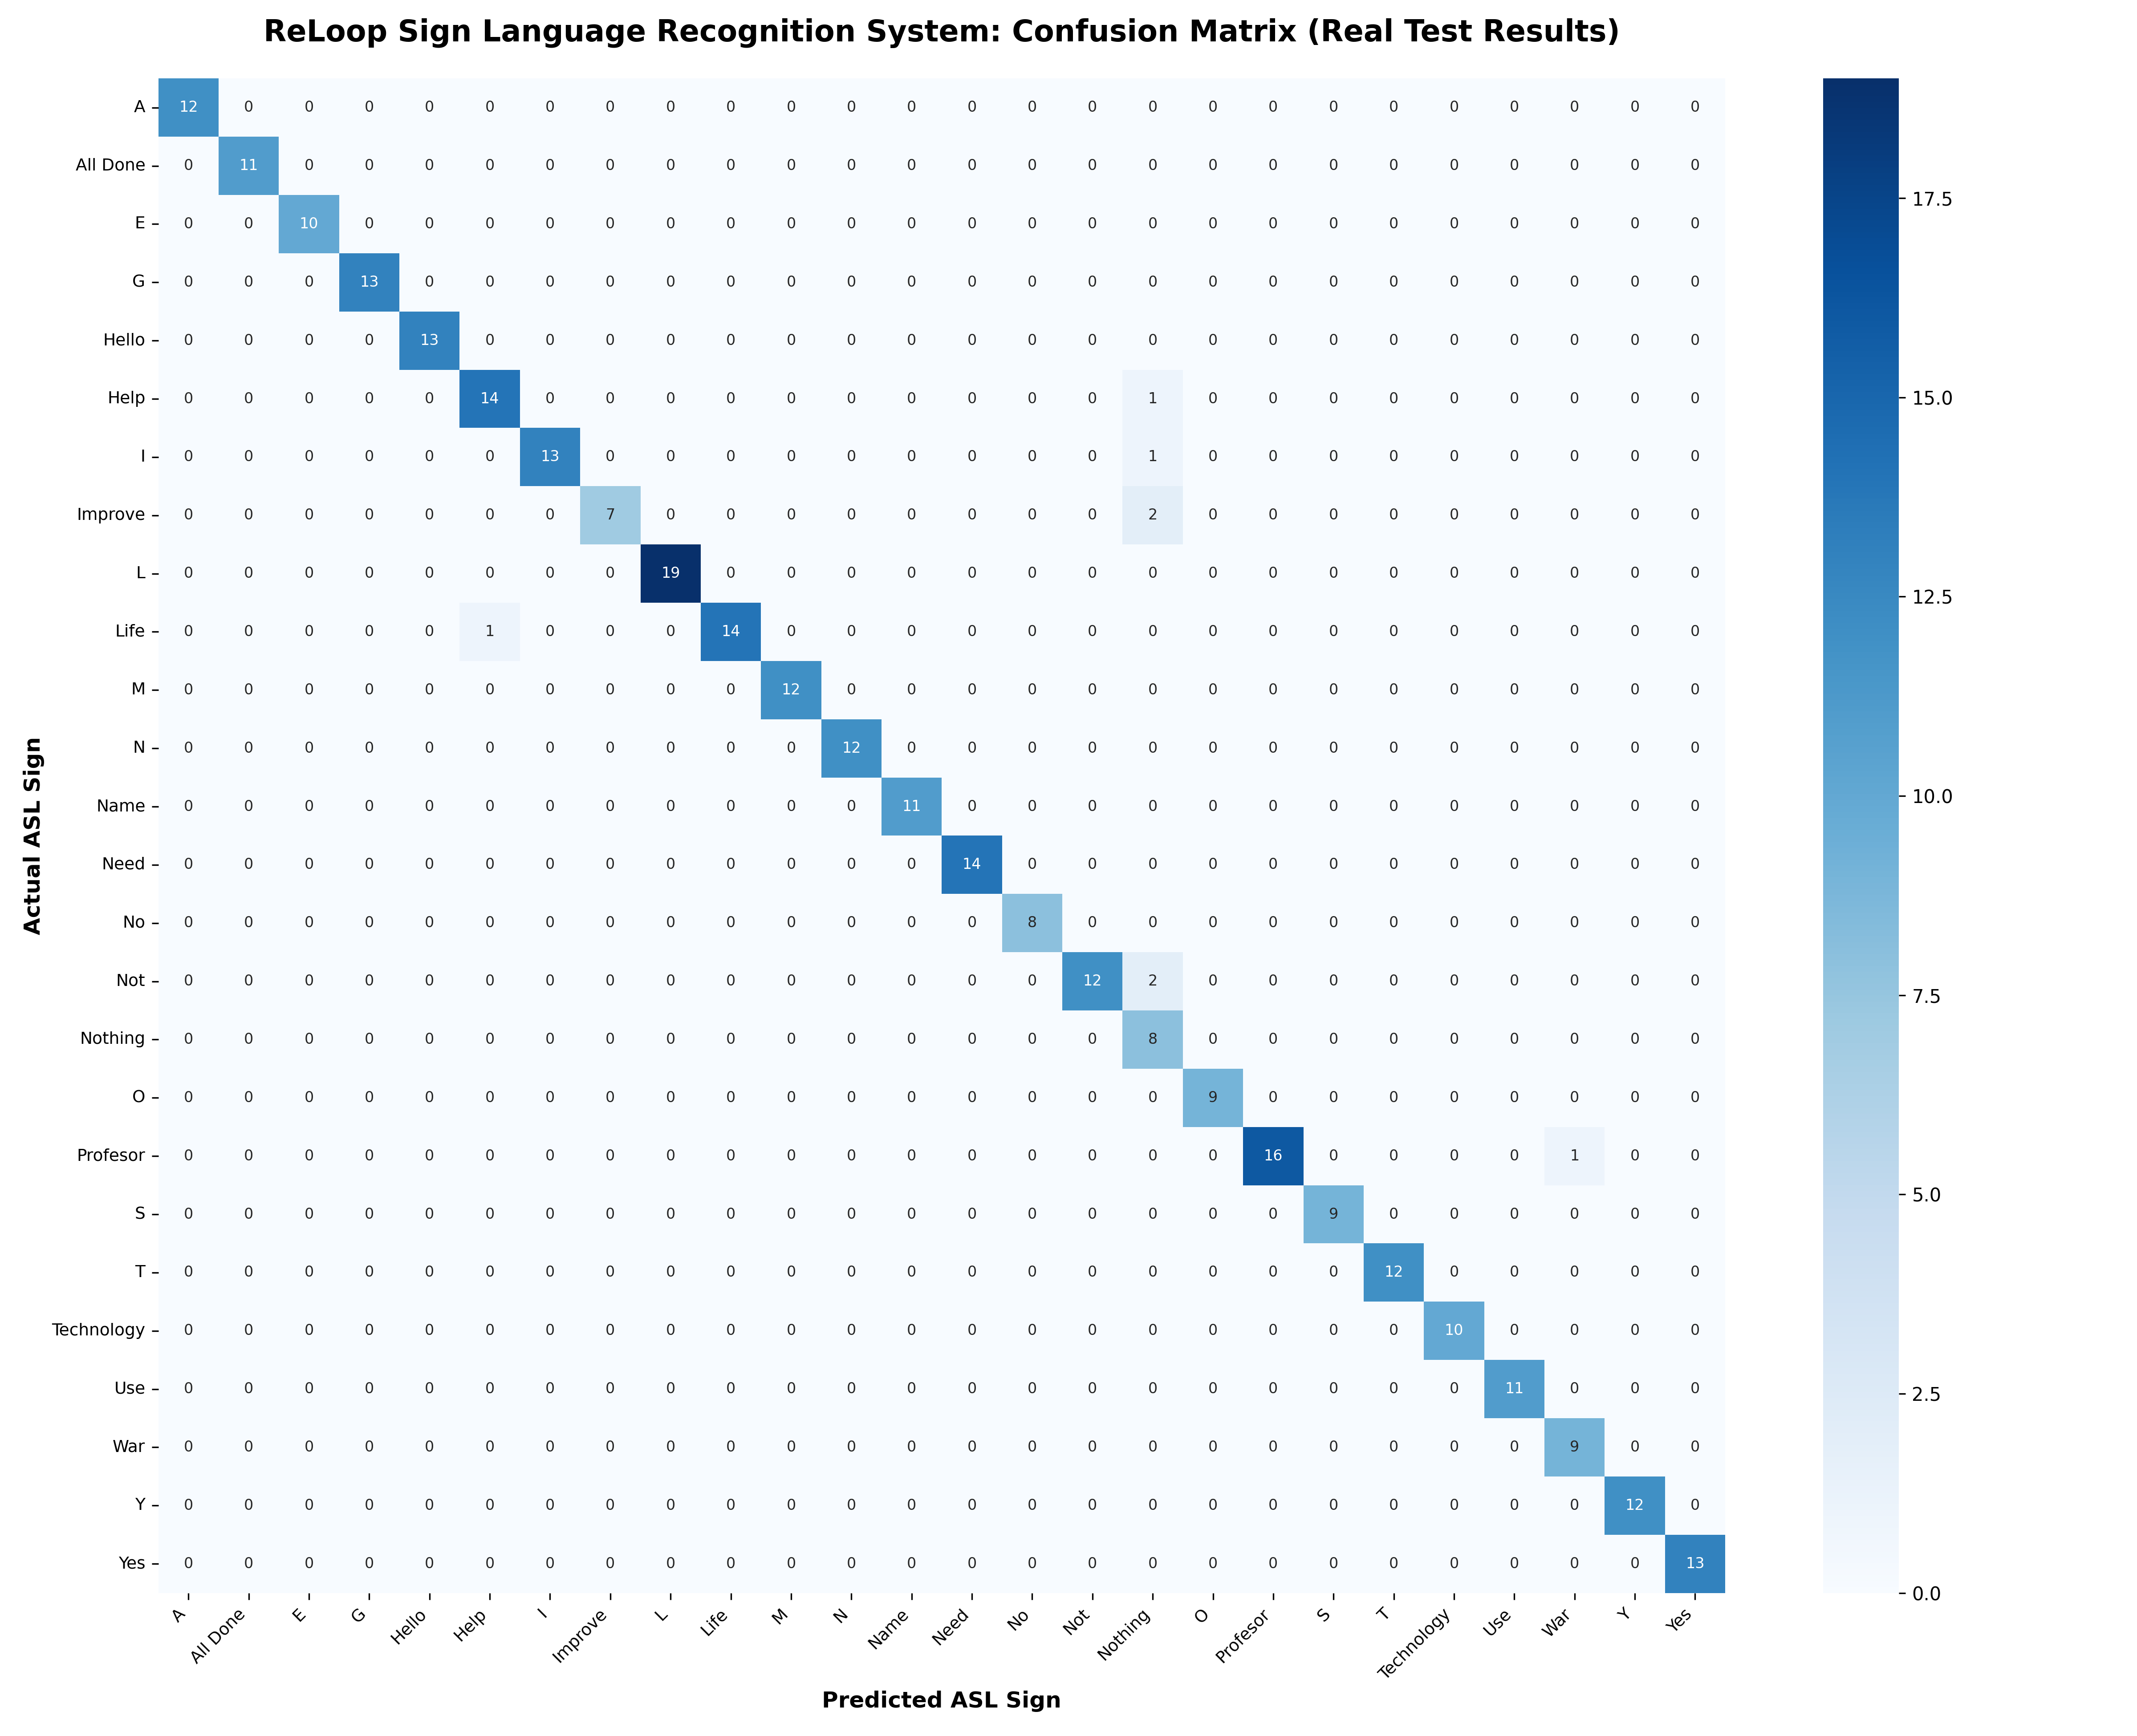 ReLoop Sign Language Recognition System: Confusion Matrix (Real Test Results)
A 12 0 0 0 0 0 0 0 0 0 0 0 0 0 0 0 0 0 0 0 0 0 0 0 0 0
All Done 0 11 0 0 0 0 0 0 0 0 0 0 0 0 0 0 0 0 0 0 0 0 0 0 0 0
E 0 0 10 0 0 0 0 0 0 0 0 0 0 0 0 0 0 0 0 0 0 0 0 0 0 0
G 0 0 0 13 0 0 0 0 0 0 0 0 0 0 0 0 0 0 0 0 0 0 0 0 0 0
Hello 0 0 0 0 13 0 0 0 0 0 0 0 0 0 0 0 0 0 0 0 0 0 0 0 0 0
Help 0 0 0 0 0 14 0 0 0 0 0 0 0 0 0 0 1 0 0 0 0 0 0 0 0 0
I 0 0 0 0 0 0 13 0 0 0 0 0 0 0 0 0 1 0 0 0 0 0 0 0 0 0
Improve 0 0 0 0 0 0 0 7 0 0 0 0 0 0 0 0 2 0 0 0 0 0 0 0 0 0
L 0 0 0 0 0 0 0 0 19 0 0 0 0 0 0 0 0 0 0 0 0 0 0 0 0 0
Life 0 0 0 0 0 1 0 0 0 14 0 0 0 0 0 0 0 0 0 0 0 0 0 0 0 0
M 0 0 0 0 0 0 0 0 0 0 12 0 0 0 0 0 0 0 0 0 0 0 0 0 0 0
N 0 0 0 0 0 0 0 0 0 0 0 12 0 0 0 0 0 0 0 0 0 0 0 0 0 0
Name 0 0 0 0 0 0 0 0 0 0 0 0 11 0 0 0 0 0 0 0 0 0 0 0 0 0
Need 0 0 0 0 0 0 0 0 0 0 0 0 0 14 0 0 0 0 0 0 0 0 0 0 0 0
No 0 0 0 0 0 0 0 0 0 0 0 0 0 0 8 0 0 0 0 0 0 0 0 0 0 0
Not 0 0 0 0 0 0 0 0 0 0 0 0 0 0 0 12 2 0 0 0 0 0 0 0 0 0
Nothing 0 0 0 0 0 0 0 0 0 0 0 0 0 0 0 0 8 0 0 0 0 0 0 0 0 0
O 0 0 0 0 0 0 0 0 0 0 0 0 0 0 0 0 0 9 0 0 0 0 0 0 0 0
Profesor 0 0 0 0 0 0 0 0 0 0 0 0 0 0 0 0 0 0 16 0 0 0 0 1 0 0
S 0 0 0 0 0 0 0 0 0 0 0 0 0 0 0 0 0 0 0 9 0 0 0 0 0 0
T 0 0 0 0 0 0 0 0 0 0 0 0 0 0 0 0 0 0 0 0 12 0 0 0 0 0
Technology 0 0 0 0 0 0 0 0 0 0 0 0 0 0 0 0 0 0 0 0 0 10 0 0 0 0
Use 0 0 0 0 0 0 0 0 0 0 0 0 0 0 0 0 0 0 0 0 0 0 11 0 0 0
War 0 0 0 0 0 0 0 0 0 0 0 0 0 0 0 0 0 0 0 0 0 0 0 9 0 0
Y 0 0 0 0 0 0 0 0 0 0 0 0 0 0 0 0 0 0 0 0 0 0 0 0 12 0
Yes 0 0 0 0 0 0 0 0 0 0 0 0 0 0 0 0 0 0 0 0 0 0 0 0 0 13
A All Done E G Hello Help I Improve L Life M N Name Need No Not Nothing O Profesor S T Technology Use War Y Yes
Predicted ASL Sign
Actual ASL Sign
17.5
15.0
12.5
10.0
7.5
5.0
2.5
0.0